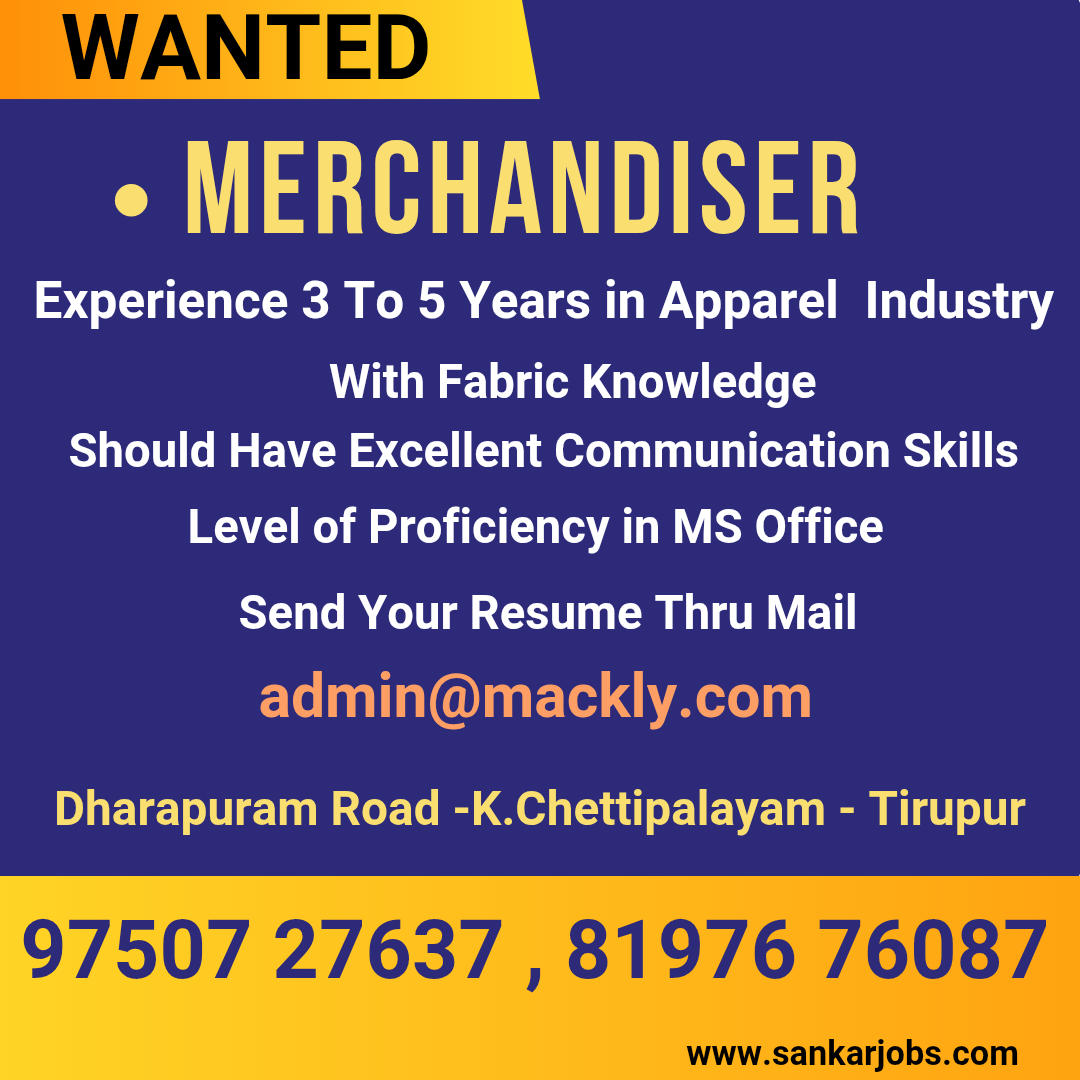 WANTED
• MERCHANDISER
Experience 3 To 5 Years in Apparel  Industry
With Fabric Knowledge
Should Have Excellent Communication Skills
Level of Proficiency in MS Office
Send Your Resume Thru Mail
admin@mackly.com
Dharapuram Road -K.Chettipalayam - Tirupur
97507 27637 , 81976 76087
www.sankarjobs.com